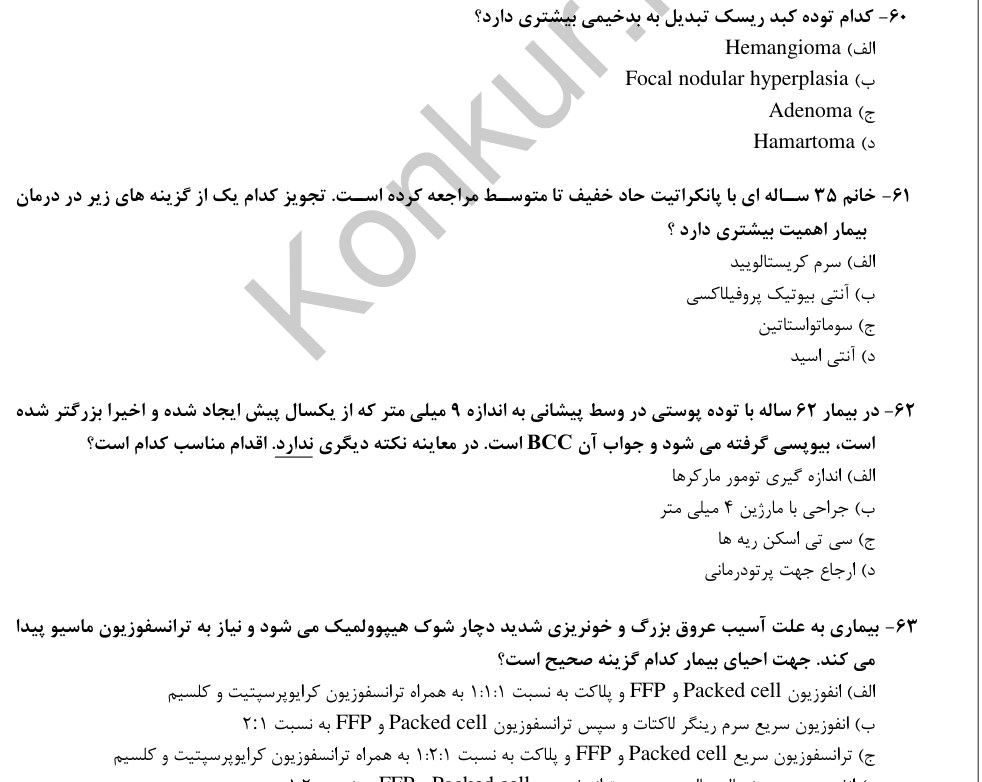 ۶۰- کدام توده کبد ریسک تبدیل به بدخیمی بیشتری دارد؟
الف) Hemangioma
ب) Focal nodular hyperplasia
ج) Adenoma
د) Hamartoma
۶۱- خانم ۳۵ ساله ای با پانکراتیت حاد خفیف تا متوسط مراجعه کرده است. تجویز کدام یک از گزینه های زیر در درمان
بیمار اهمیت بیشتری دارد ؟
الف) سرم کریستالویید
ب) آنتی بیوتیک پروفیلاکسی
ج) سوماتواستاتین
د) آنتی اسید
۶۲- در بیمار ۶۲ ساله با توده پوستی در وسط پیشانی به اندازه ۹ میلی متر که از یکسال پیش ایجاد شده و اخیرا بزرگتر شده
است، بیوپسی گرفته می شود و جواب آن BCC است. در معاینه نکته دیگری ندارد. اقدام مناسب کدام است؟
الف) اندازه گیری تومور مارکرها
ب) جراحی با مارژین ۴ میلی متر
ج) سی تی اسکن ریه ها
د) ارجاع جهت پرتودرمانی
۶۳- بیماری به علت آسیب عروق بزرگ و خونریزی شدید دچار شوک هیپوولمیک می شود و نیاز به ترانسفوزیون ماسیو پیدا
می کند. جهت احیای بیمار کدام گزینه صحیح است؟
الف) انفوزیون Packed cell و FFP و پلاکت به نسبت ۱:۱:۱ به همراه ترانسفوزیون کرایوپرسپتیت و کلسیم
ب) انفوزیون سریع سرم رینگر لاکتات و سپس ترانسفوزیون Packed cell و FFP به نسبت ۲:۱
ج) ترانسفوزیون سریع Packed cell و FFP و پلاکت به نسبت ۱:۲:۱ به همراه ترانسفوزیون کرایوپرسپتیت و کلسیم
Konkur.